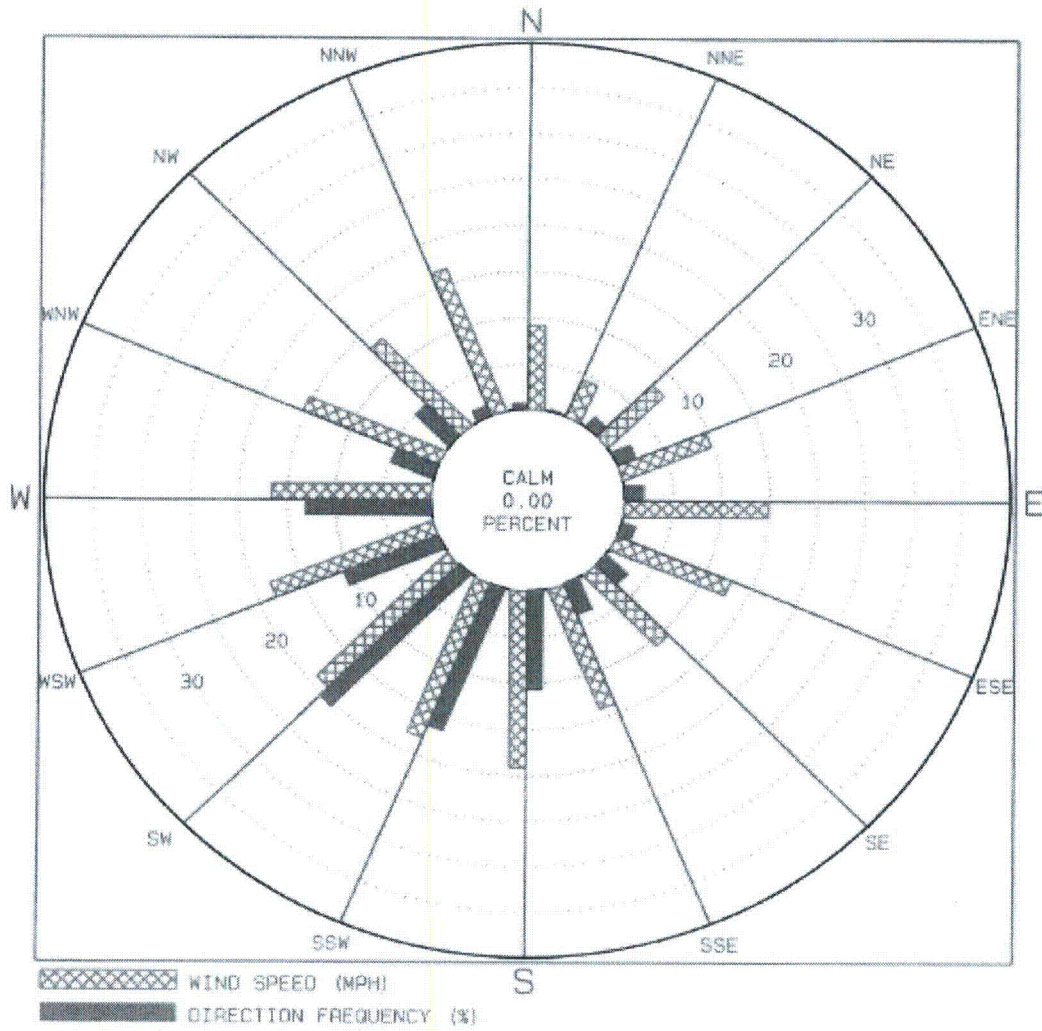 N
NNW
NNE
NW
NE
WNW
30
ENE
20
10
CALM
W
0.00
E
PERCENT
10
20
WSW
30
ESE
SW
SE
SSW
SSE
S
WIND SPEED (MPH)
DIRECTION FREQUENCY (%)